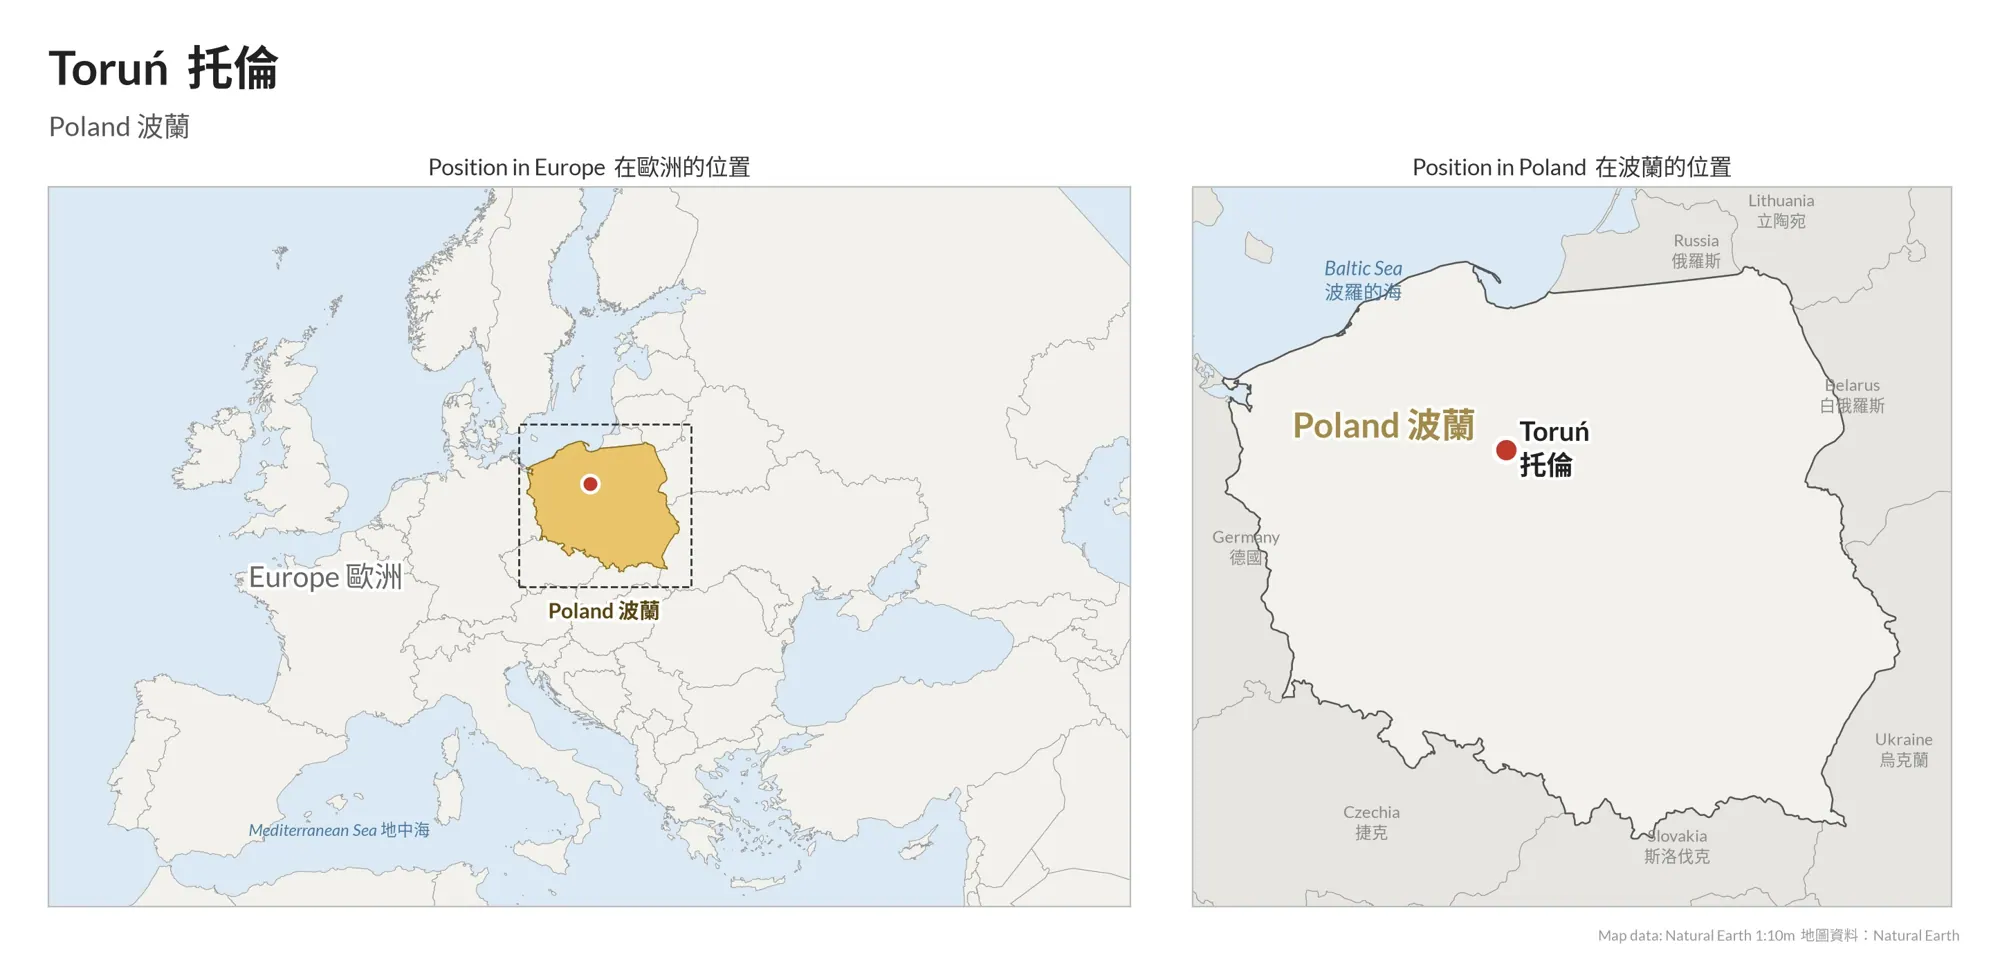 Toruń 托倫
Poland 波蘭
Position in Europe 在歐洲的位置
Europe 歐洲
Poland 波蘭
Mediterranean Sea 地中海
Position in Poland 在波蘭的位置
Lithuania
立陶宛
Russia
俄羅斯
Baltic Sea
波羅的海
Belarus
白俄羅斯
Poland 波蘭
Toruń
托倫
Germany
德國
Ukraine
烏克蘭
Czechia
捷克
Slovakia
斯洛伐克
Map data: Natural Earth 1:10m 地圖資料：Natural Earth